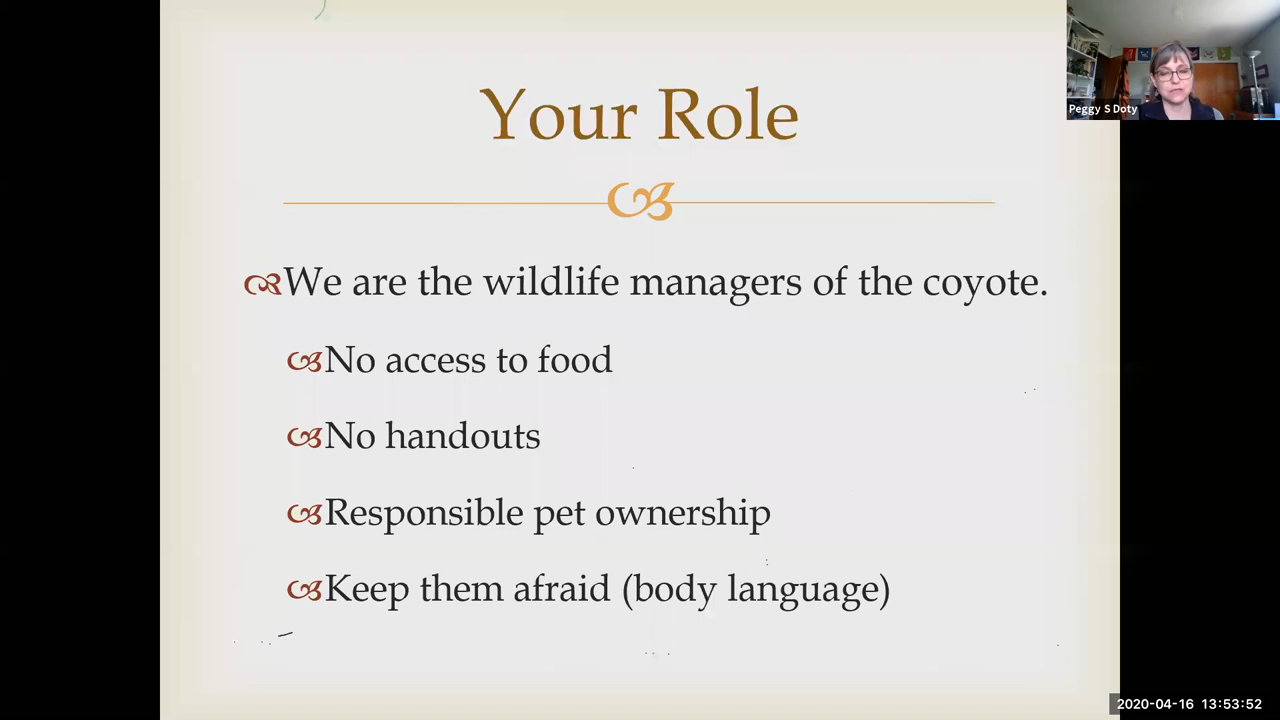 Your Role
We are the wildlife managers of the coyote.
No access to food
No handouts
Responsible pet ownership
Keep them afraid (body language)
Peggy S Doty
2020-04-16 13:53:52